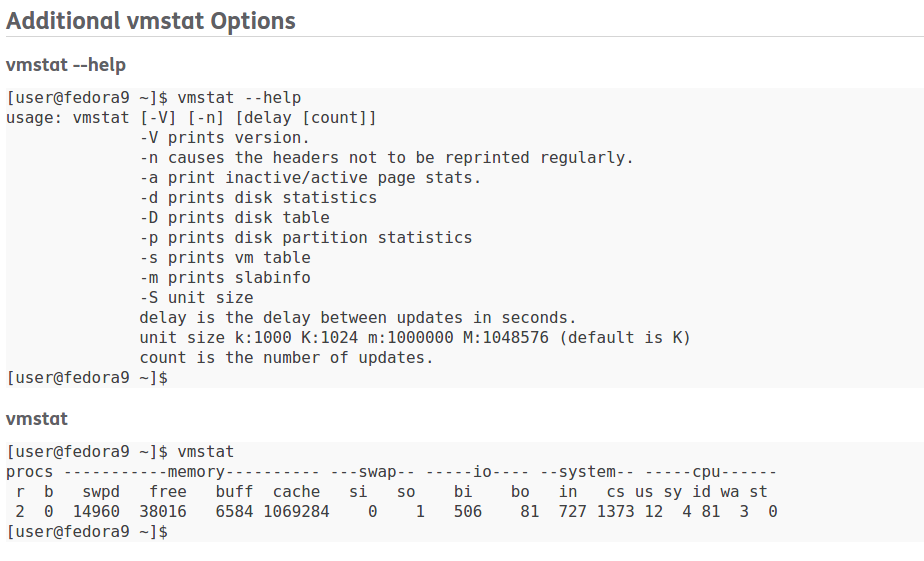 Additional vmstat Options
vmstat --help
[user@fedora9 ~]$ vmstat --help
usage: vmstat [-V] [-n] [delay [count]]
              -V prints version.
              -n causes the headers not to be reprinted regularly.
              -a print inactive/active page stats.
              -d prints disk statistics
              -D prints disk table
              -p prints disk partition statistics
              -s prints vm table
              -m prints slabinfo
              -S unit size
              delay is the delay between updates in seconds.
              unit size k:1000 K:1024 m:1000000 M:1048576 (default is K)
              count is the number of updates.
[user@fedora9 ~]$
vmstat
[user@fedora9 ~]$ vmstat
procs -----------memory---------- ---swap-- -----io---- --system-- -----cpu------
 r  b   swpd   free   buff  cache   si   so    bi    bo   in   cs us sy id wa st
 2  0  14960  38016   6584 1069284    0    1   506    81  727 1373 12  4 81  3  0
[user@fedora9 ~]$